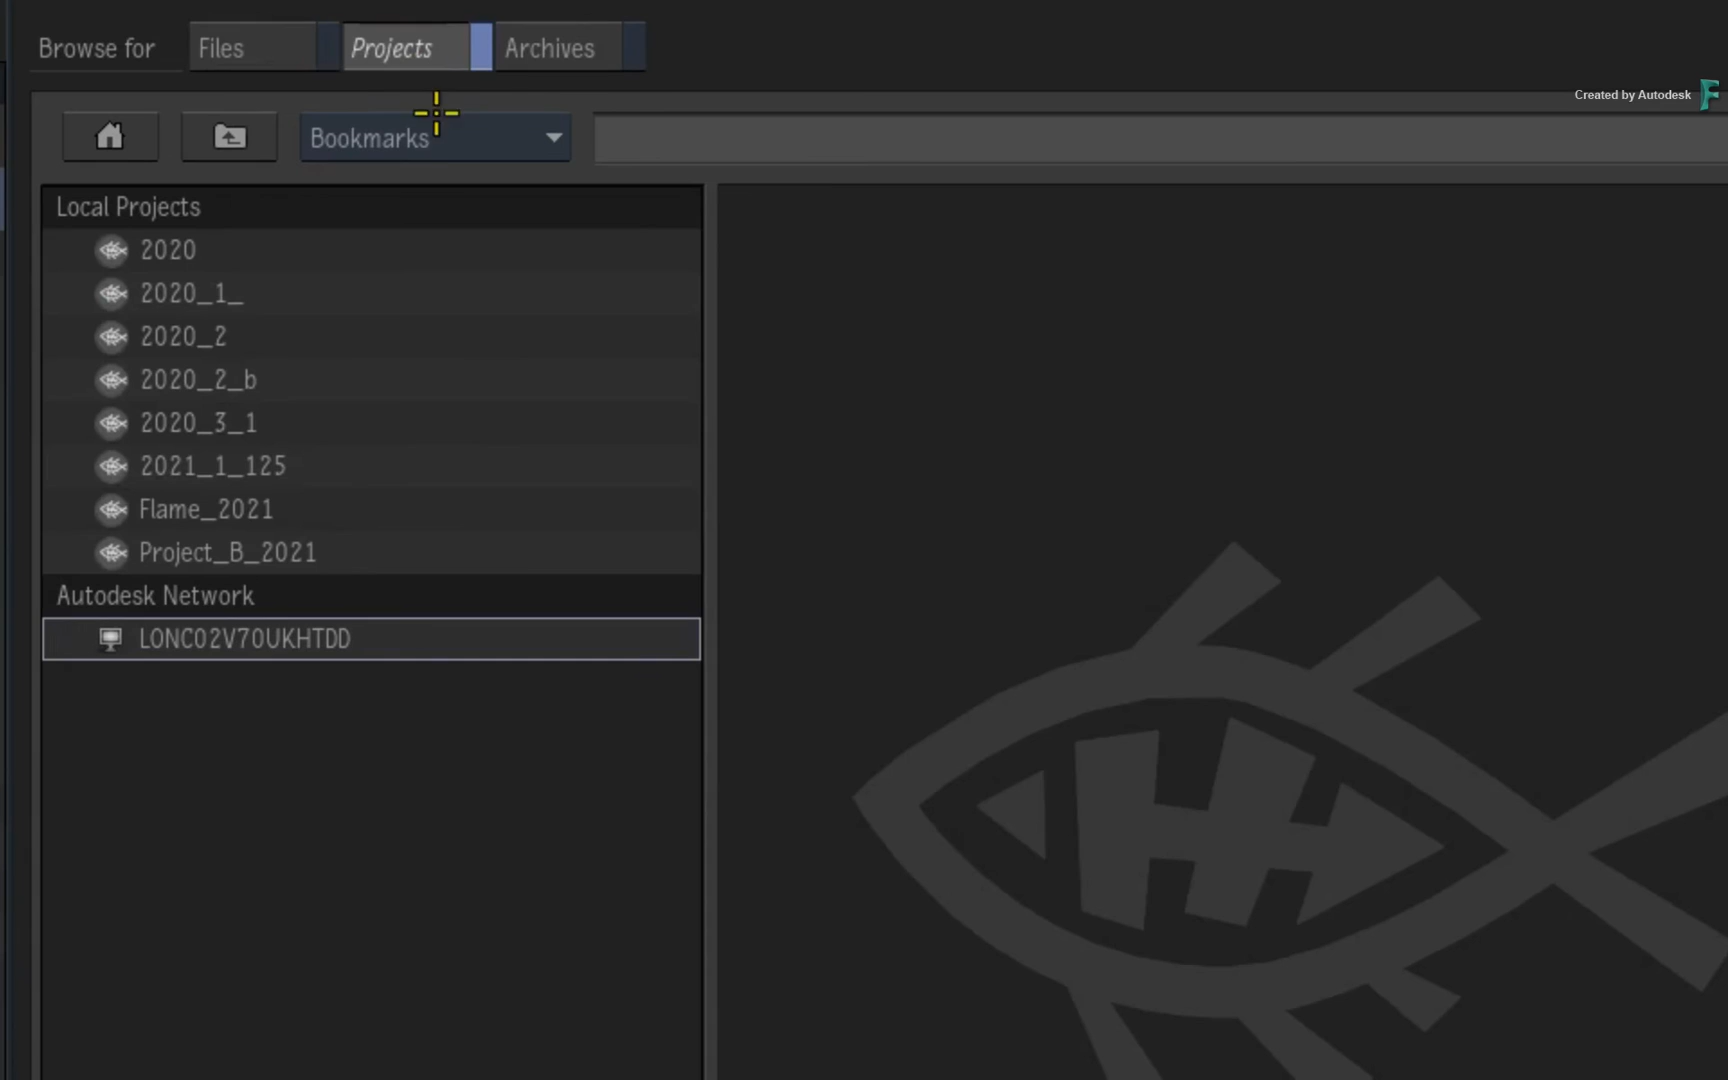 Browse for Files Projects Archives
Created by Autodesk
Bookmarks
Local Projects
2020
2020_1_
2020_2
2020_2_b
2020_3_1
2021_1_125
Flame_2021
Project_B_2021
Autodesk Network
LONC02V70UKHTDD